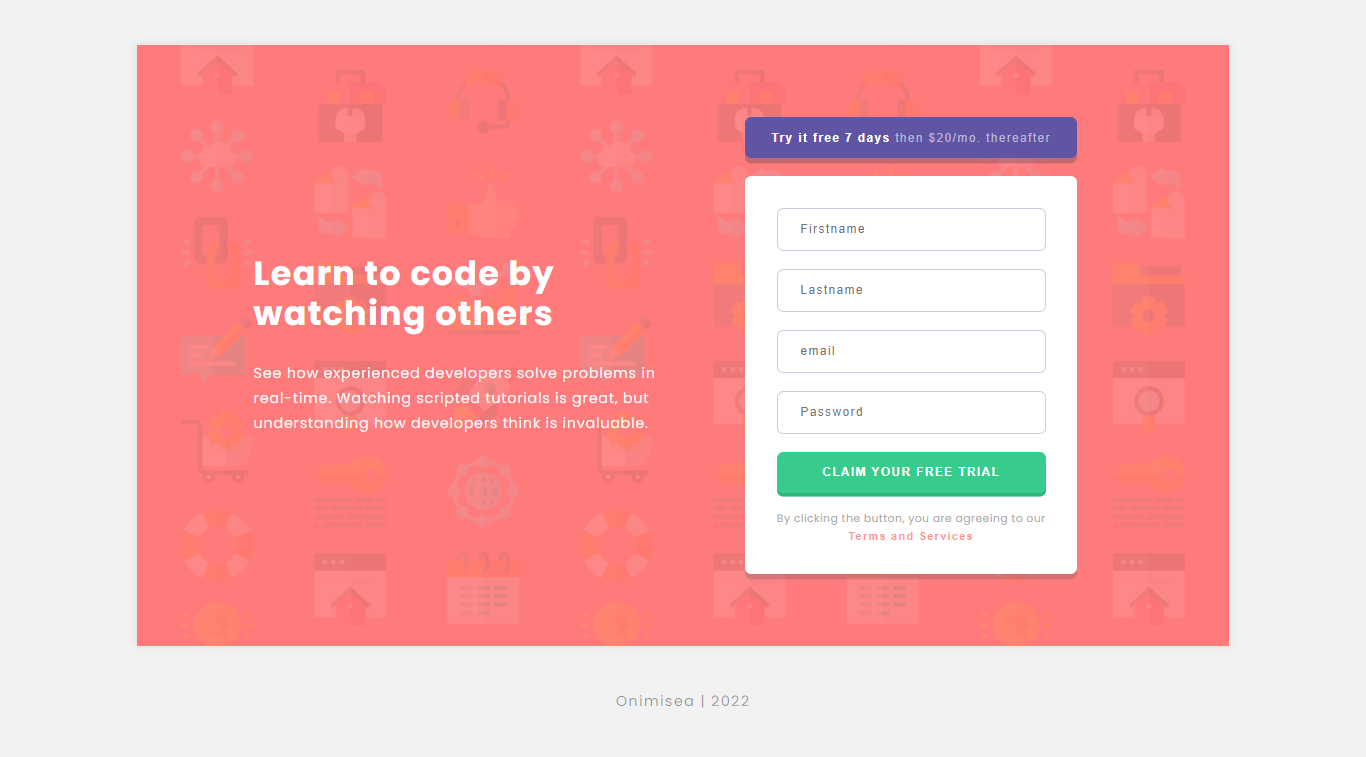 Learn to code by
watching others
See how experienced developers solve problems in
real-time. Watching scripted tutorials is great, but
understanding how developers think is invaluable.
Try it free 7 days then $20/mo. thereafter
Firstname
Lastname
email
Password
CLAIM YOUR FREE TRIAL
By clicking the button, you are agreeing to our
Terms and Services
Onimisea | 2022